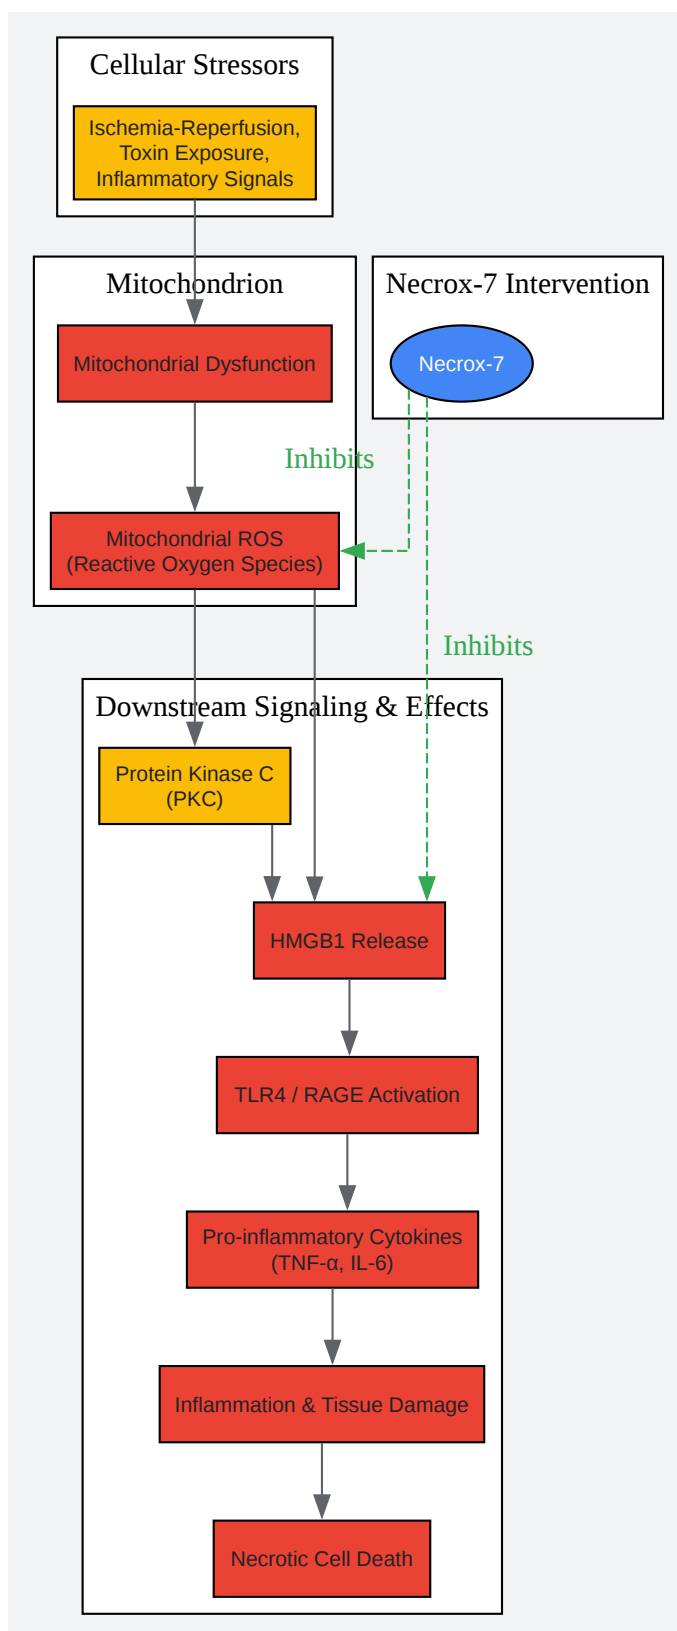 Cellular Stressors
Ischemia-Reperfusion,
Toxin Exposure,
Inflammatory Signals
Mitochondrion
Necrox-7 Intervention
Mitochondrial Dysfunction
Necrox-7
Inhibits
Mitochondrial ROS
(Reactive Oxygen Species)
Inhibits
Downstream Signaling & Effects
Protein Kinase C
(PKC)
HMGB1 Release
TLR4 / RAGE Activation
Pro-inflammatory Cytokines
(TNF-α, IL-6)
Inflammation & Tissue Damage
Necrotic Cell Death